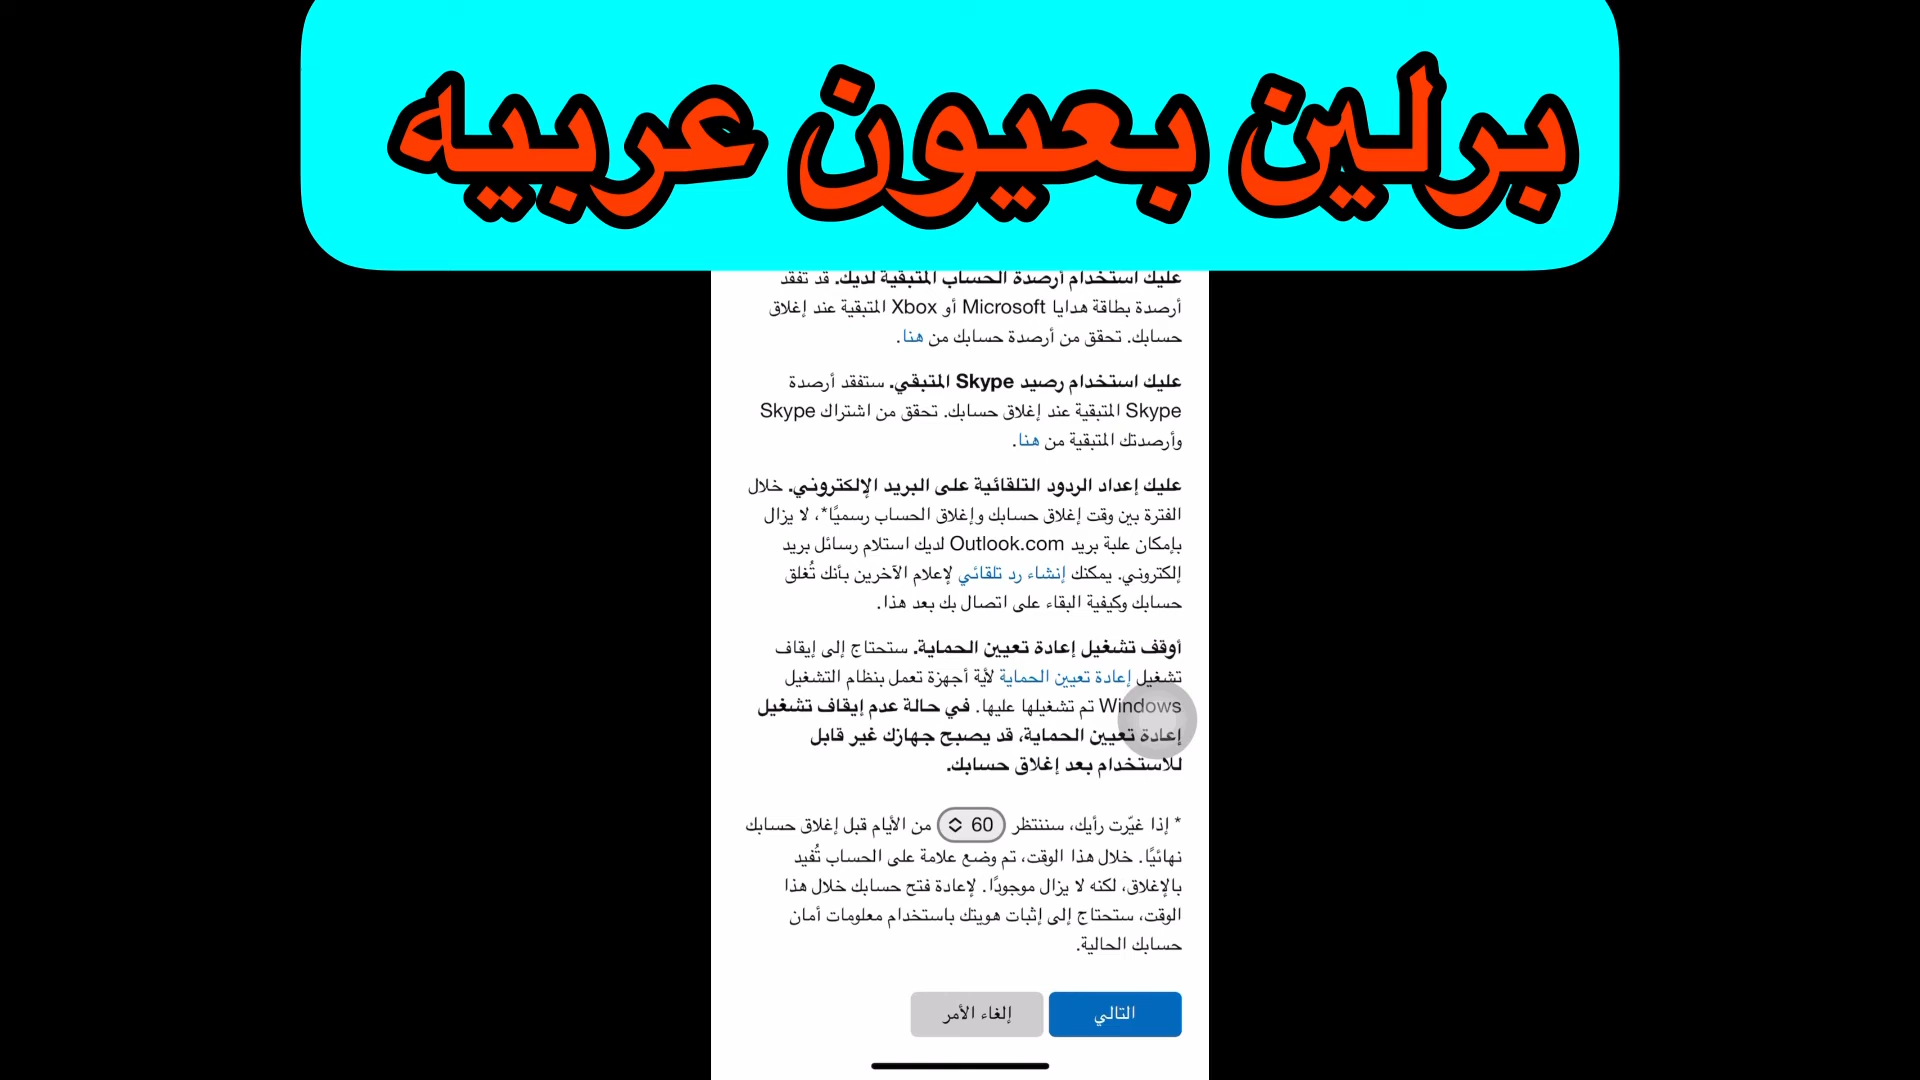 برلين بعيون عربيه
عليك استخدام أرصدة الحساب المتبقية لديك. قد تفقد
أرصدة بطاقة هدايا Microsoft أو Xbox المتبقية عند إغلاق
حسابك. تحقق من أرصدة حسابك من هنا.
عليك استخدام رصيد Skype المتبقي. ستفقد أرصدة
Skype المتبقية عند إغلاق حسابك. تحقق من اشتراك Skype
وأرصدتك المتبقية من هنا.
عليك إعداد الردود التلقائية على البريد الإلكتروني. خلال
الفترة بين وقت إغلاق حسابك وإغلاق الحساب رسميًا*، لا يزال
بإمكان علبة بريد Outlook.com لديك استلام رسائل بريد
إلكتروني. يمكنك إنشاء رد تلقائي لإعلام الآخرين بأنك تُغلق
حسابك وكيفية البقاء على اتصال بك بعد هذا.
أوقف تشغيل إعادة تعيين الحماية. ستحتاج إلى إيقاف
تشغيل إعادة تعيين الحماية لأية أجهزة تعمل بنظام التشغيل
Windows تم تشغيلها عليها. في حالة عدم إيقاف تشغيل
إعادة تعيين الحماية، قد يصبح جهازك غير قابل
للاستخدام بعد إغلاق حسابك.
* إذا غيّرت رأيك، سننتظر 60 من الأيام قبل إغلاق حسابك
نهائيًا. خلال هذا الوقت، تم وضع علامة على الحساب تُفيد
بالإغلاق، لكنه لا يزال موجودًا. لإعادة فتح حسابك خلال هذا
الوقت، ستحتاج إلى إثبات هويتك باستخدام معلومات أمان
حسابك الحالية.
التالي
إلغاء الأمر